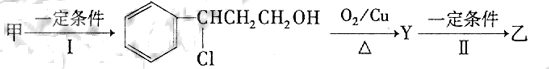 甲 一定条件 Ⅰ CHCH₂CH₂OH Cl O₂/Cu △ Y 一定条件 Ⅱ 乙